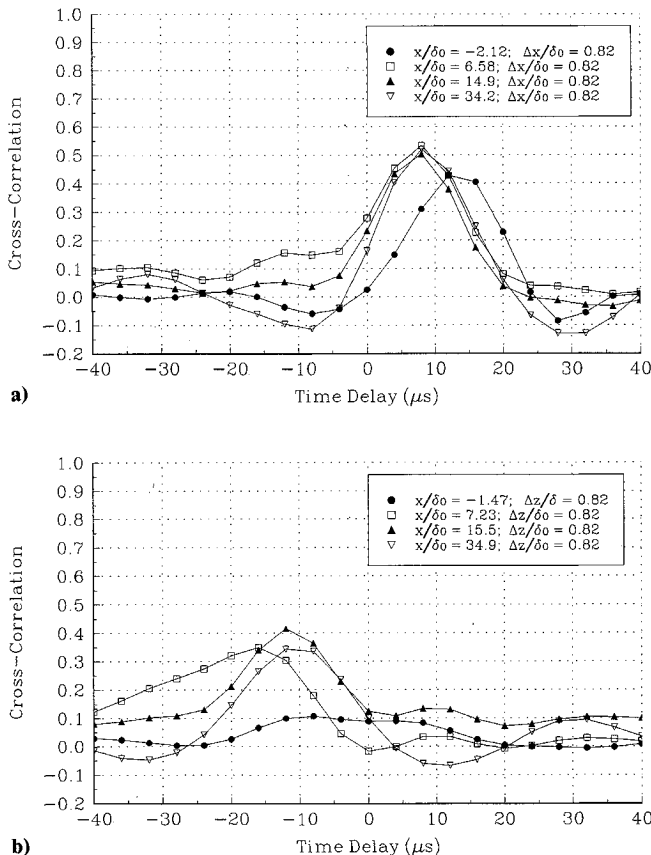 1.0
0.9
0.8
0.7
0.6
0.5
0.4
0.3
0.2
0.1
0.0
−0.1
−0.2
Cross−Correlation
x/δ0 = −2.12; Δx/δ0 = 0.82
x/δ0 = 6.58; Δx/δ0 = 0.82
x/δ0 = 14.9; Δx/δ0 = 0.82
x/δ0 = 34.2; Δx/δ0 = 0.82
−40 −30 −20 −10 0 10 20 30 40
a) Time Delay (μs)
1.0
0.9
0.8
0.7
0.6
0.5
0.4
0.3
0.2
0.1
0.0
−0.1
−0.2
Cross−Correlation
x/δ0 = −1.47; Δz/δ = 0.82
x/δ0 = 7.23; Δz/δ0 = 0.82
x/δ0 = 15.5; Δz/δ0 = 0.82
x/δ0 = 34.9; Δz/δ0 = 0.82
−40 −30 −20 −10 0 10 20 30 40
b) Time Delay (μs)